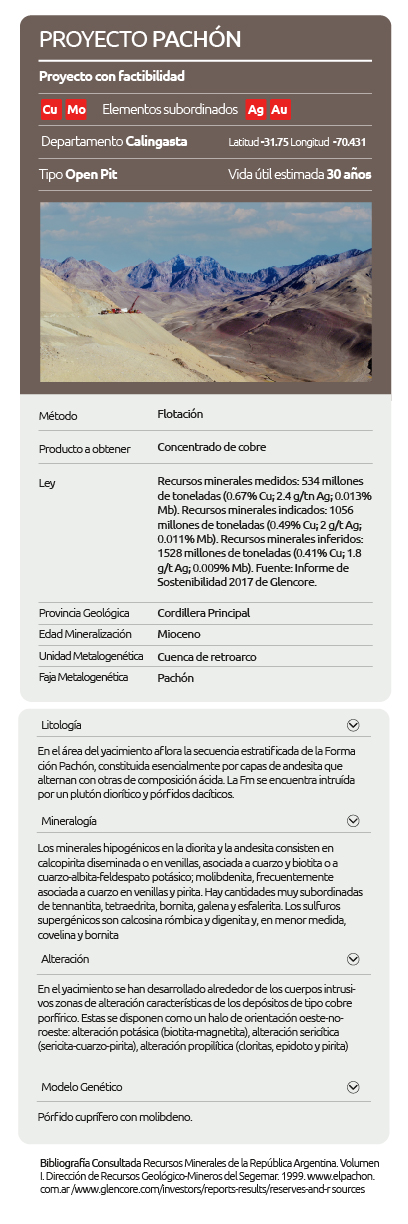 PROYECTO PACHÓN
Proyecto con factibilidad
Cu Mo Elementos subordinados Ag Au
Departamento Calingasta Latitud -31.75 Longitud -70.431
Tipo Open Pit Vida útil estimada 30 años
Método Flotación
Producto a obtener Concentrado de cobre
Ley Recursos minerales medidos: 534 millones
de toneladas (0.67% Cu; 2.4 g/tn Ag; 0.013%
Mb). Recursos minerales indicados: 1056
millones de toneladas (0.49% Cu; 2 g/t Ag;
0.011% Mb). Recursos minerales inferidos:
1528 millones de toneladas (0.41% Cu; 1.8
g/t Ag; 0.009% Mb). Fuente: Informe de
Sostenibilidad 2017 de Glencore.
Provincia Geológica Cordillera Principal
Edad Mineralización Mioceno
Unidad Metalogenética Cuenca de retroarco
Faja Metalogenética Pachón
Litología
En el área del yacimiento aflora la secuencia estratificada de la Forma
ción Pachón, constituida esencialmente por capas de andesita que
alternan con otras de composición ácida. La Fm se encuentra intruída
por un plutón diorítico y pórfidos dacíticos.
Mineralogía
Los minerales hipogénicos en la diorita y la andesita consisten en
calcopirita diseminada o en venillas, asociada a cuarzo y biotita o a
cuarzo-albita-feldespato potásico; molibdenita, frecuentemente
asociada a cuarzo en venillas y pirita. Hay cantidades muy subordinadas
de tennantita, tetraedrita, bornita, galena y esfalerita. Los sulfuros
supergénicos son calcosina rómbica y digenita y, en menor medida,
covelina y bornita
Alteración
En el yacimiento se han desarrollado alrededor de los cuerpos intrusi-
vos zonas de alteración características de los depósitos de tipo cobre
porfírico. Estas se disponen como un halo de orientación oeste-no-
roeste: alteración potásica (biotita-magnetita), alteración sericítica
(sericita-cuarzo-pirita), alteración propilítica (cloritas, epidoto y pirita)
Modelo Genético
Pórfido cuprífero con molibdeno.
Bibliografía Consultada Recursos Minerales de la República Argentina. Volumen
I. Dirección de Recursos Geológico-Mineros del Segemar. 1999. www.elpachon.
com.ar /www.glencore.com/investors/reports-results/reserves-and-r sources